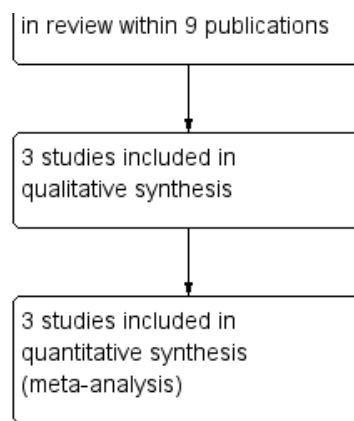 in review within 9 publications
3 studies included in
qualitative synthesis
3 studies included in
quantitative synthesis
(meta-analysis)